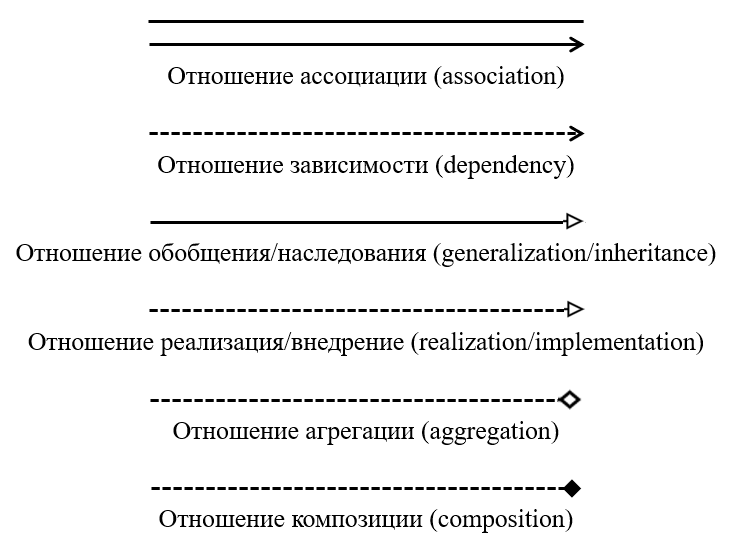 Отношение ассоциации (association)
Отношение зависимости (dependency)
Отношение обобщения/наследования (generalization/inheritance)
Отношение реализация/внедрение (realization/implementation)
Отношение агрегации (aggregation)
Отношение композиции (composition)